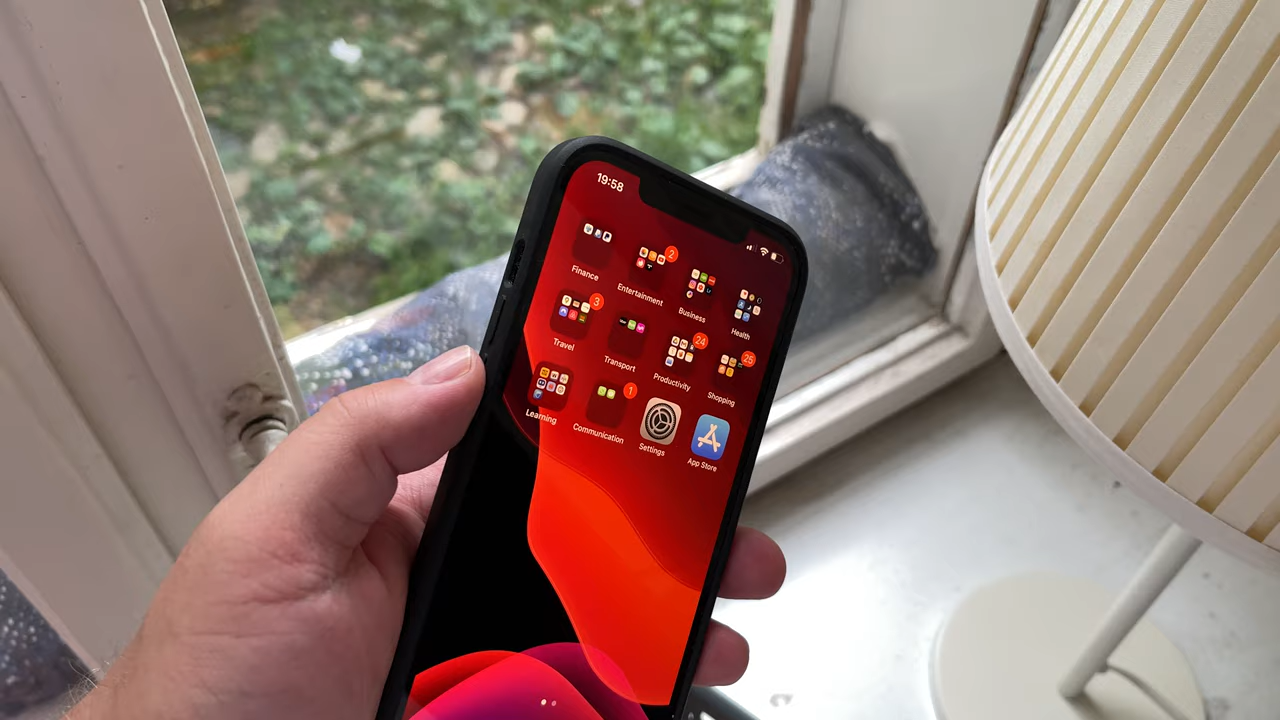 19:58
Finance
Entertainment
2
Business
Health
Travel
3
Transport
Productivity
24
Shopping
25
Learning
Communication
1
Settings
App Store